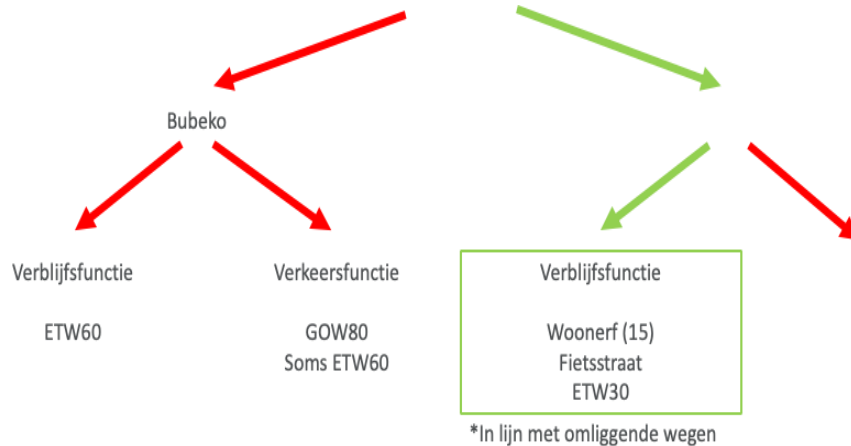 Bubeko
Verblijfsfunctie
ETW60
Verkeersfunctie
GOW80
Soms ETW60
Verblijfsfunctie
Woonerf (15)
Fietsstraat
ETW30
*In lijn met omliggende wegen